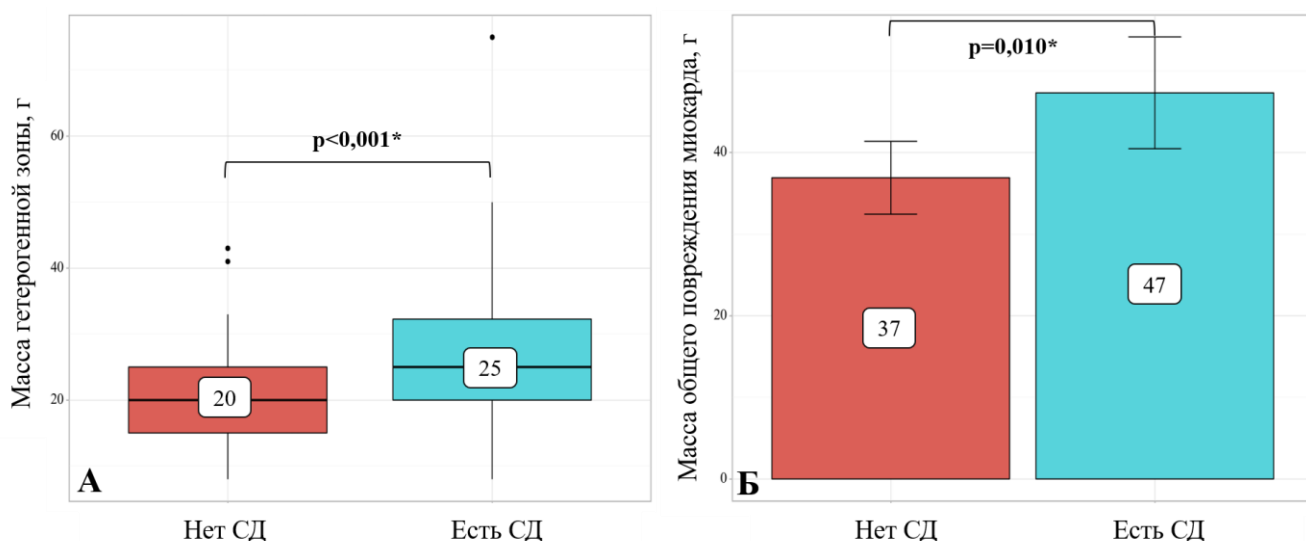 Масса гетерогенной зоны, г
60
40
20
p<0,001*
20
25
А
Нет СД
Есть СД
Масса общего повреждения миокарда, г
40
20
0
p=0,010*
37
47
Б
Нет СД
Есть СД